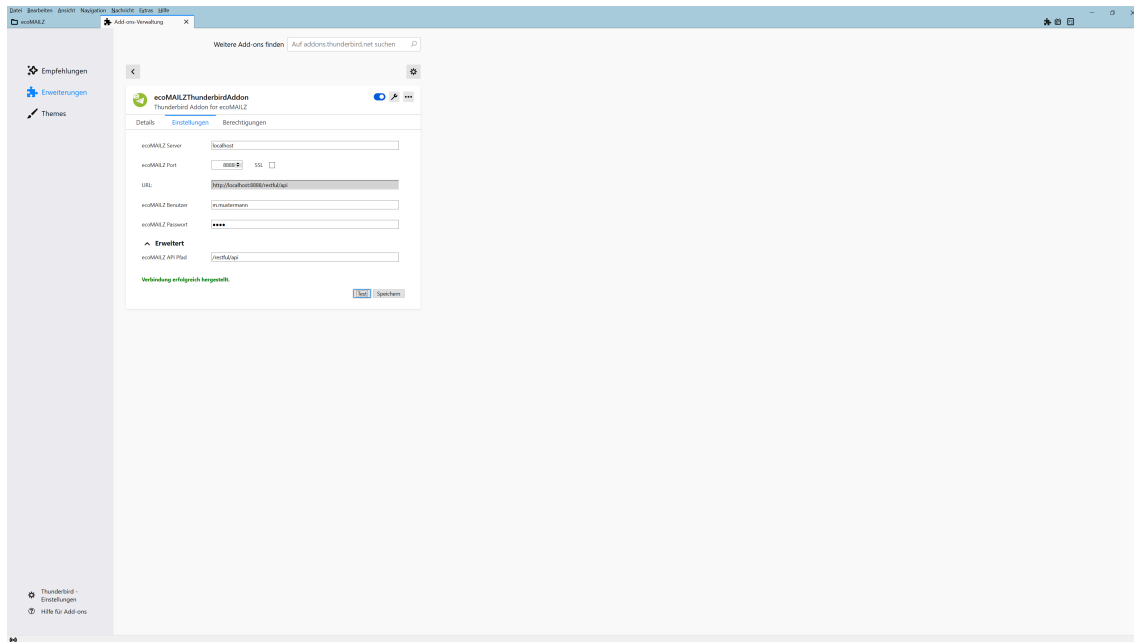 Datei Bearbeiten Ansicht Navigation Nachricht Extras Hilfe
ecoMAILZ
Add-ons-Verwaltung
Weitere Add-ons finden
Auf addons.thunderbird.net suchen
Empfehlungen
Erweiterungen
Themes
ecoMAILZThunderbirdAddon
Thunderbird Addon for ecoMAILZ
Details Einstellungen Berechtigungen
ecoMAILZ Server localhost
ecoMAILZ Port 8888 SSL
URL: http://localhost:8888/restful/api
ecoMAILZ Benutzer m.mustermann
ecoMAILZ Passwort ●●●●
Erweitert
ecoMAILZ API Pfad /restful/api
Verbindung erfolgreich hergestellt.
Test Speichern
Thunderbird -
Einstellungen
Hilfe für Add-ons